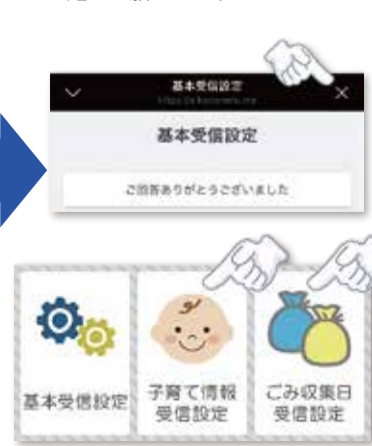 基本受信設定
基本受信設定
ご回答ありがとうございました
基本受信設定
子育て情報
受信設定
ごみ収集日
受信設定